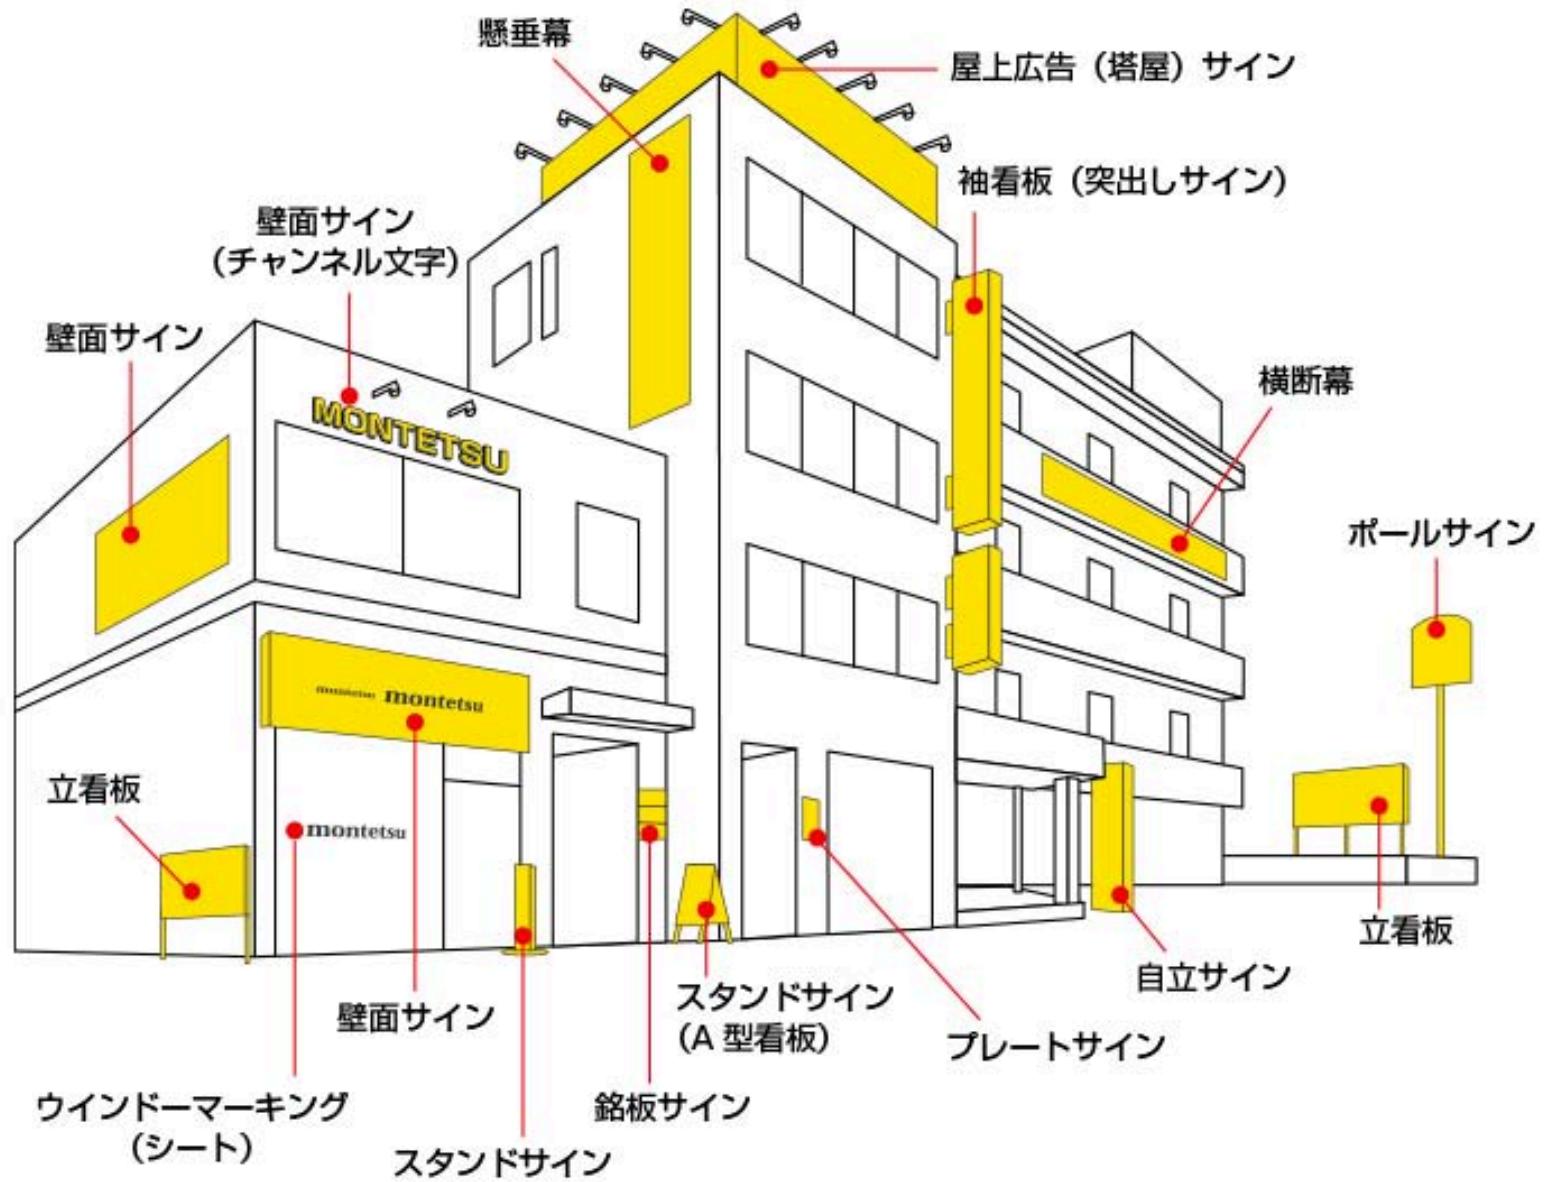 懸垂幕
屋上広告（塔屋）サイン
袖看板（突出しサイン）
壁面サイン
（チャンネル文字）
壁面サイン
横断幕
MONTETSU
ポールサイン
montetsu montetsu
立看板
montetsu
立看板
自立サイン
壁面サイン
スタンドサイン
（A 型看板）
プレートサイン
ウインドーマーキング
（シート）
銘板サイン
スタンドサイン